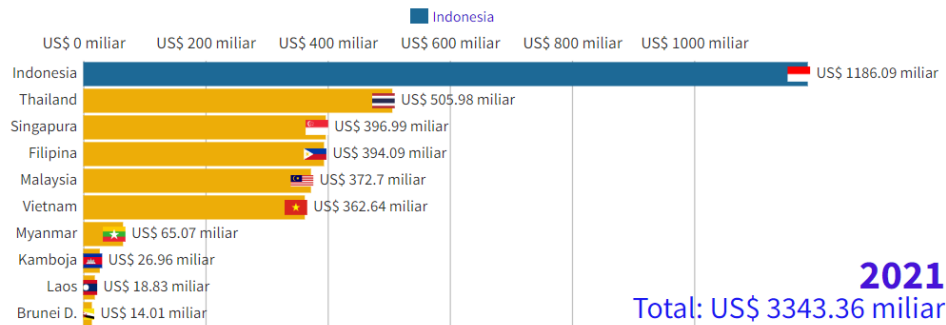 Indonesia
US$ 0 miliar US$ 200 miliar US$ 400 miliar US$ 600 miliar US$ 800 miliar US$ 1000 miliar
Indonesia US$ 1186.09 miliar
Thailand US$ 505.98 miliar
Singapura US$ 396.99 miliar
Filipina US$ 394.09 miliar
Malaysia US$ 372.7 miliar
Vietnam US$ 362.64 miliar
Myanmar US$ 65.07 miliar
Kamboja US$ 26.96 miliar
Laos US$ 18.83 miliar
Brunei D. US$ 14.01 miliar
2021
Total: US$ 3343.36 miliar